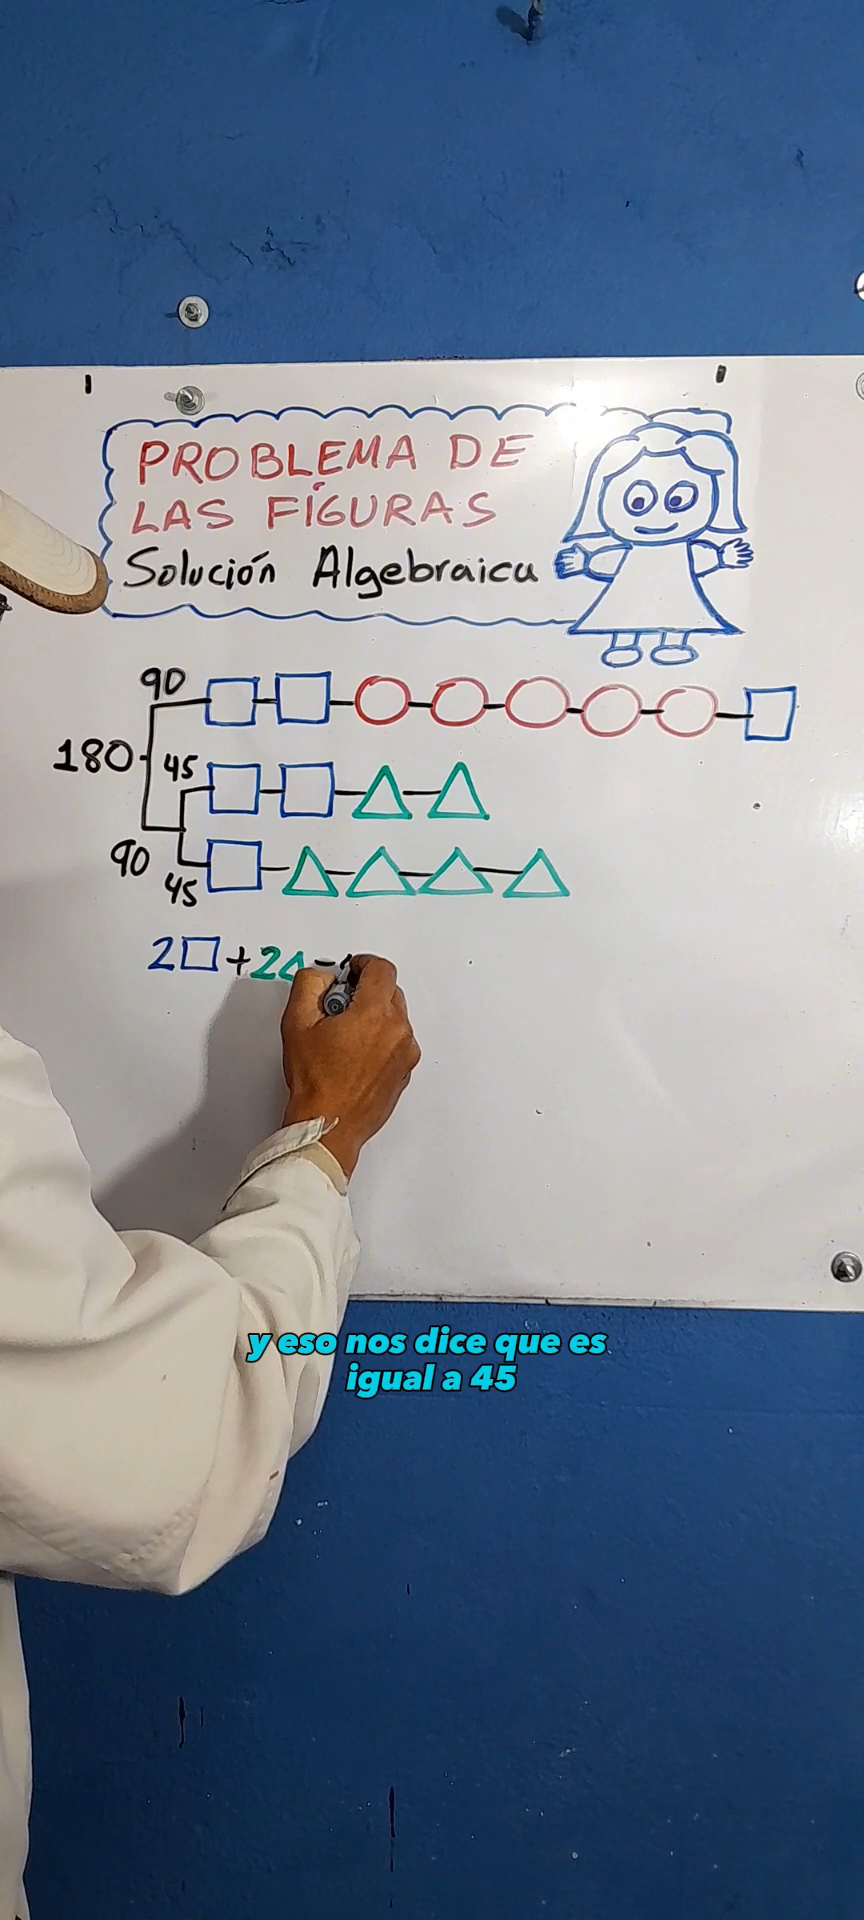 PROBLEMA DE
LAS FÍGURAS
Solución Algebraica
90
180
45
90
45
2□+2△=
y eso nos dice que es
igual a 45